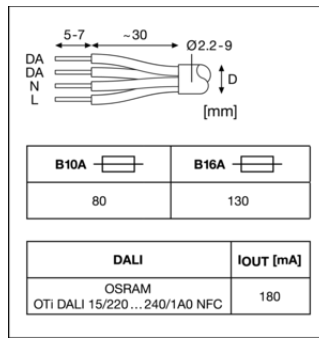 5-7
~30
Ø2.2-9
DA
DA
N
L
D
[mm]
B10A
B16A
80
130
DALI
IOUT [mA]
OSRAM
OTi DALI 15/220...240/1A0 NFC
180